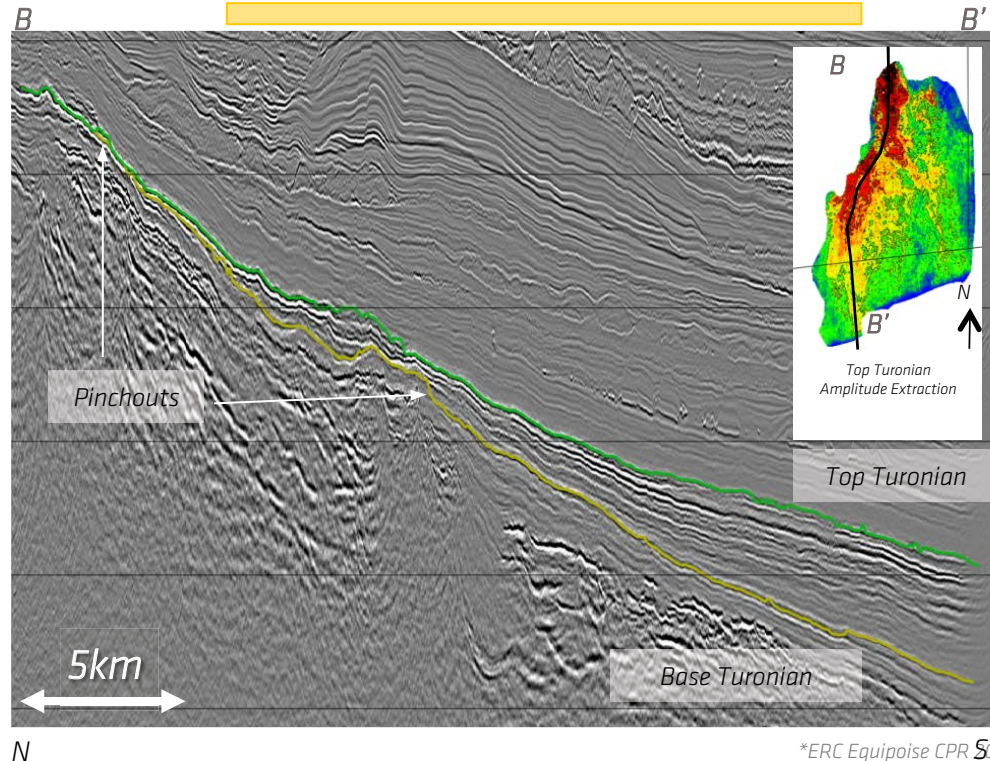 B
B'
B
N
B'
Top Turonian
Amplitude Extraction
Pinchouts
Top Turonian
5km
Base Turonian
N
*ERC Equipoise CPR
S